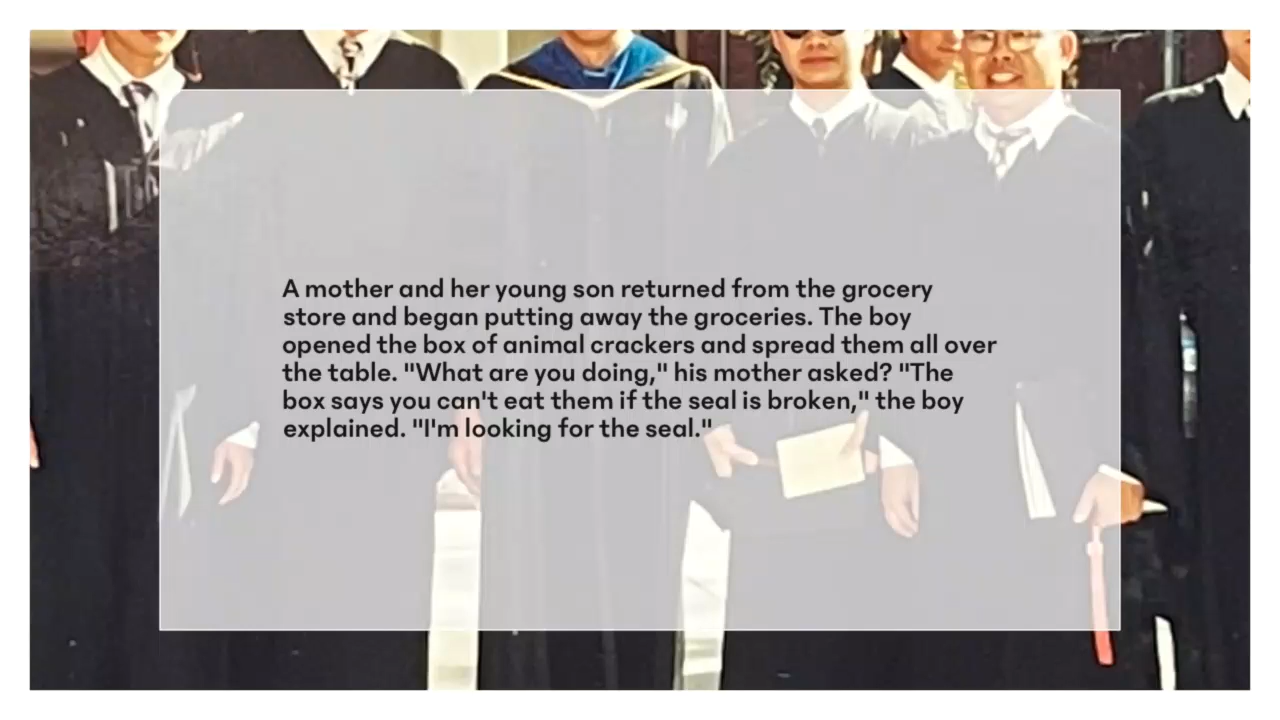 A mother and her young son returned from the grocery
store and began putting away the groceries. The boy
opened the box of animal crackers and spread them all over
the table. "What are you doing," his mother asked? "The
box says you can't eat them if the seal is broken," the boy
explained. "I'm looking for the seal."